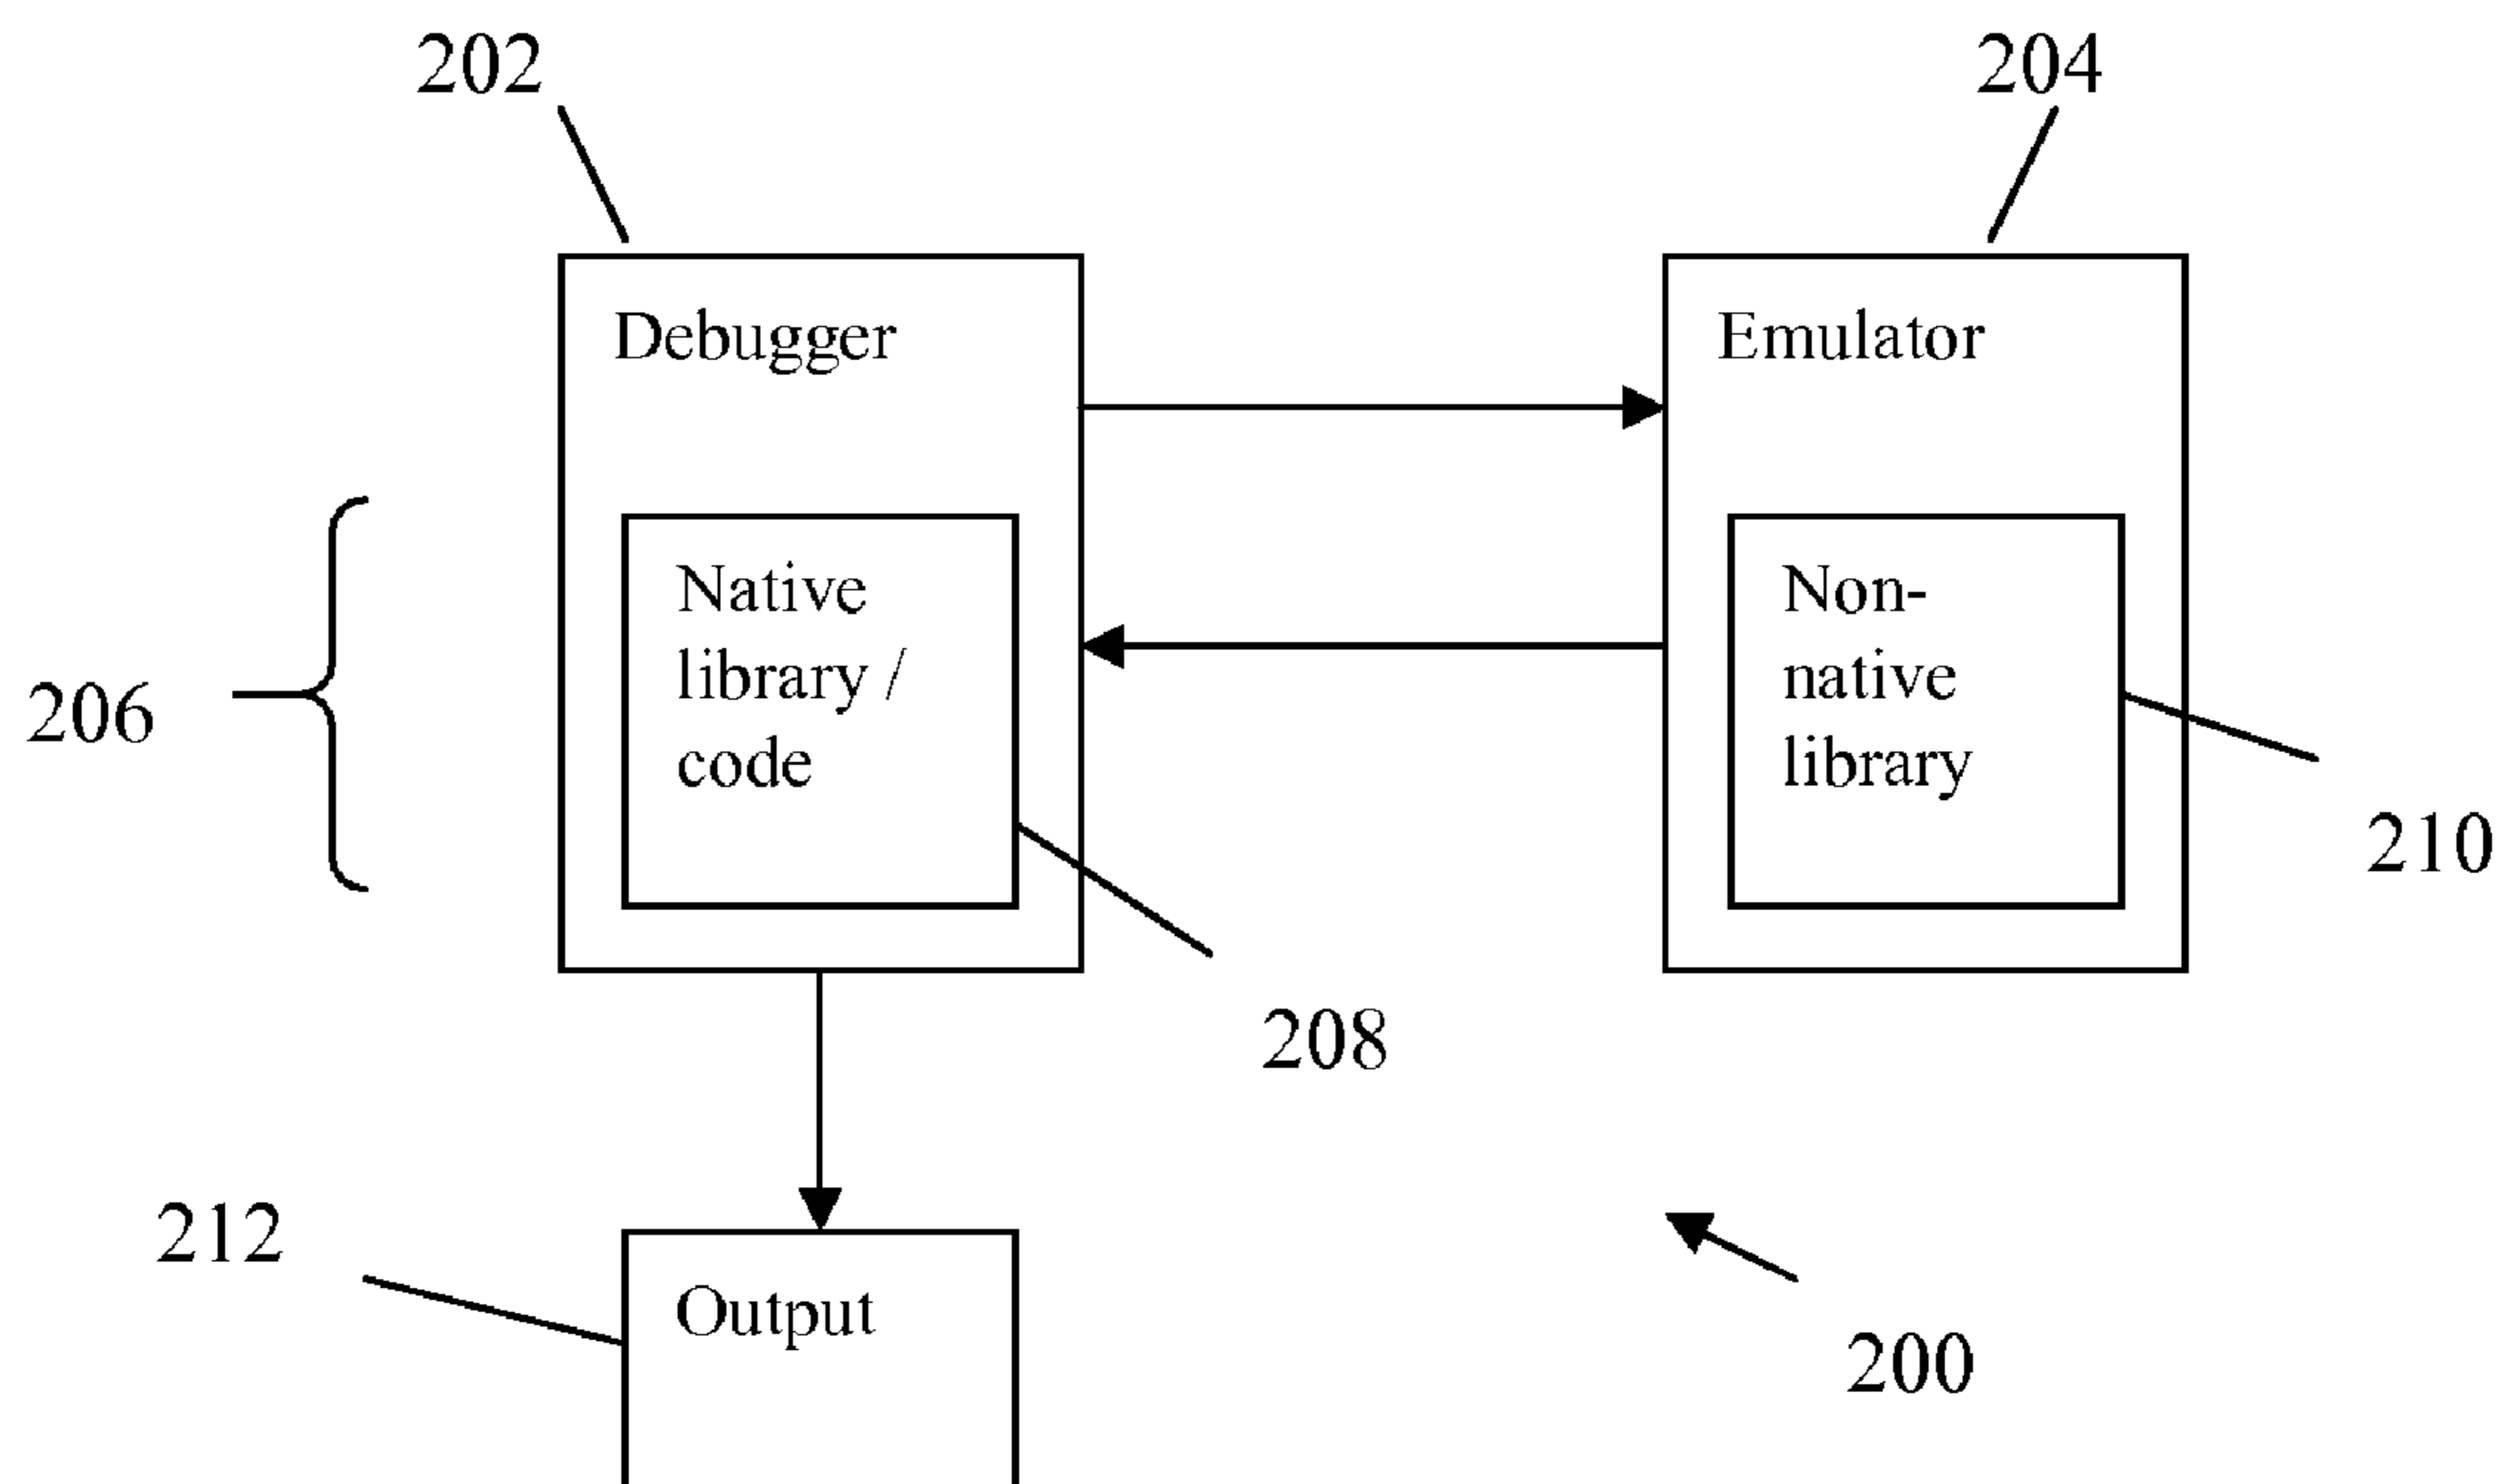 202
204
Debugger
Emulator
Native
library /
code
Non-
native
library
206
210
208
212
Output
200